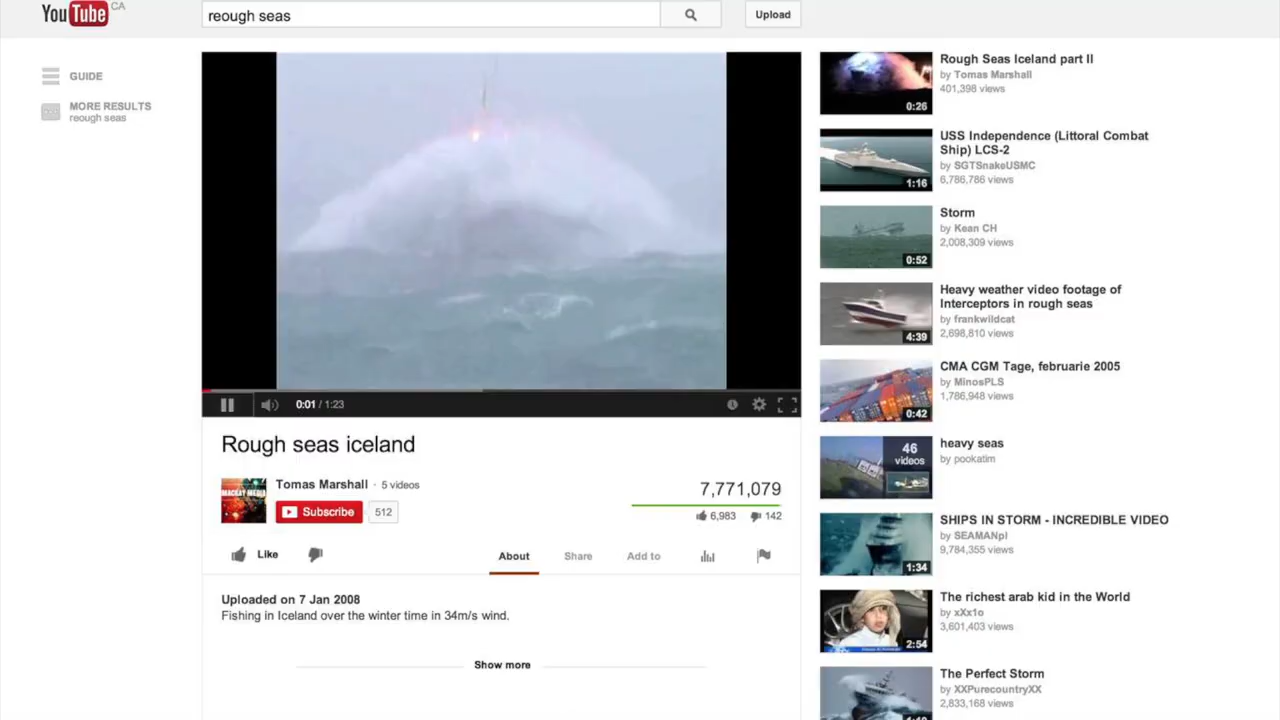 YouTube CA
reough seas
Upload
GUIDE
MORE RESULTS
reough seas
0:01 / 1:23
Rough seas iceland
Tomas Marshall · 5 videos
Subscribe
512
7,771,079
6,983
142
Like
About
Share
Add to
Uploaded on 7 Jan 2008
Fishing in Iceland over the winter time in 34m/s wind.
Show more
0:26
Rough Seas Iceland part II
by Tomas Marshall
401,398 views
1:16
USS Independence (Littoral Combat
Ship) LCS-2
by SGTSnakeUSMC
6,786,786 views
0:52
Storm
by Kean CH
2,008,309 views
4:39
Heavy weather video footage of
Interceptors in rough seas
by frankwildcat
2,698,810 views
0:42
CMA CGM Tage, februarie 2005
by MinosPLS
1,786,948 views
46
videos
heavy seas
by pookatim
1:34
SHIPS IN STORM - INCREDIBLE VIDEO
by SEAMANpl
9,784,355 views
2:54
The richest arab kid in the World
by xXx1o
3,601,403 views
The Perfect Storm
by XXPurecountryXX
2,833,168 views